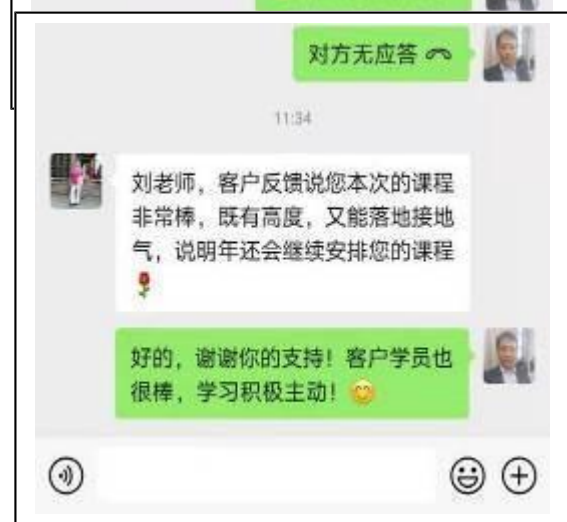 对方无应答
11:34
刘老师，客户反馈说您本次的课程
非常棒，既有高度，又能落地接地
气，说明年还会继续安排您的课程
好的，谢谢你的支持！客户学员也
很棒，学习积极主动！